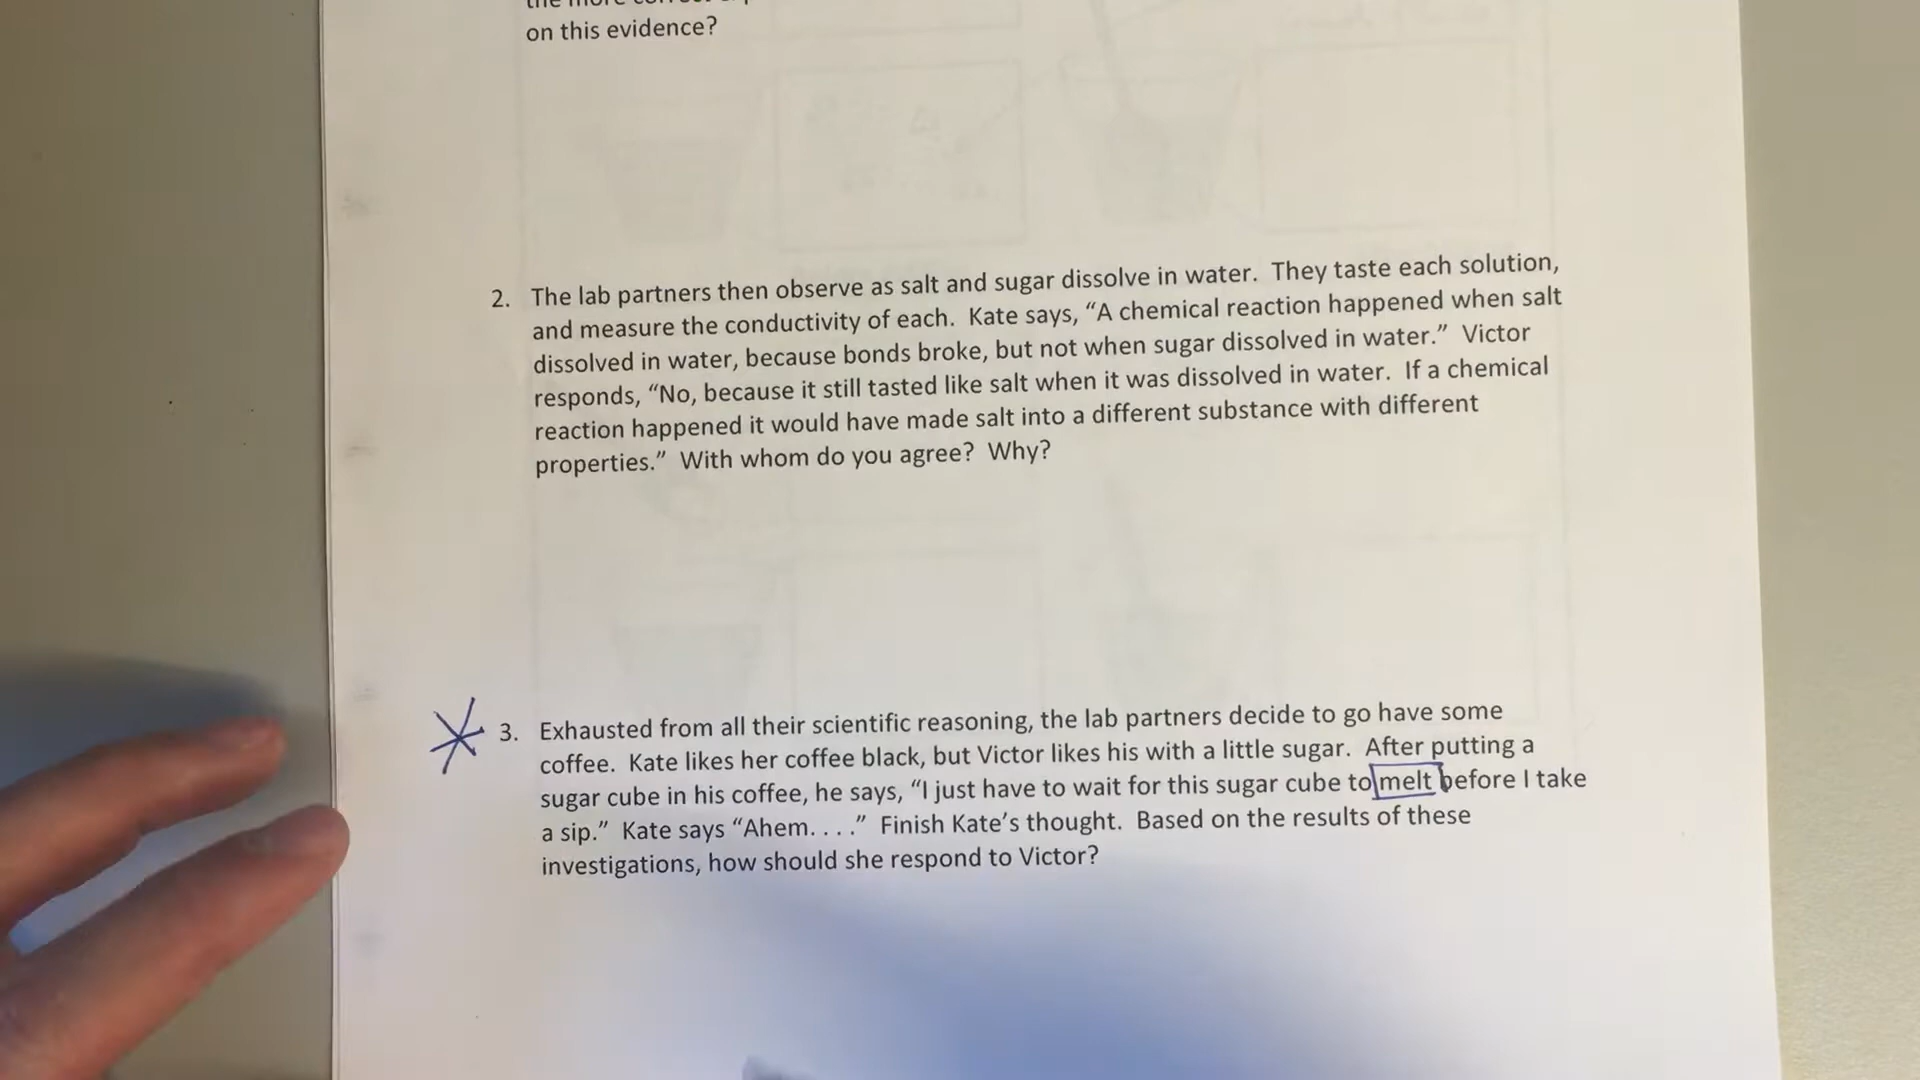 on this evidence?
2. The lab partners then observe as salt and sugar dissolve in water. They taste each solution,
and measure the conductivity of each. Kate says, “A chemical reaction happened when salt
dissolved in water, because bonds broke, but not when sugar dissolved in water.” Victor
responds, “No, because it still tasted like salt when it was dissolved in water. If a chemical
reaction happened it would have made salt into a different substance with different
properties.” With whom do you agree? Why?
3. Exhausted from all their scientific reasoning, the lab partners decide to go have some
coffee. Kate likes her coffee black, but Victor likes his with a little sugar. After putting a
sugar cube in his coffee, he says, “I just have to wait for this sugar cube to melt before I take
a sip.” Kate says “Ahem. . . .” Finish Kate’s thought. Based on the results of these
investigations, how should she respond to Victor?